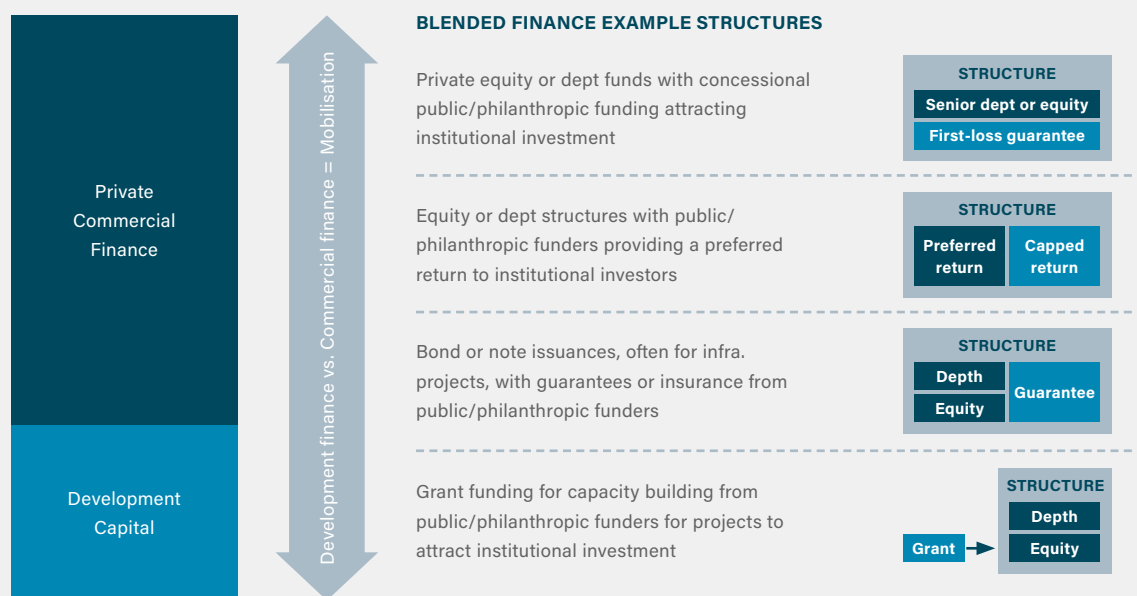 Private
Commercial
Finance
Development
Capital
Development finance vs. Commercial finance = Mobilisation
BLENDED FINANCE EXAMPLE STRUCTURES
Private equity or dept funds with concessional
public/philanthropic funding attracting
institutional investment
STRUCTURE
Senior dept or equity
First-loss guarantee
Equity or dept structures with public/
philanthropic funders providing a preferred
return to institutional investors
STRUCTURE
Preferred
return
Capped
return
Bond or note issuances, often for infra.
projects, with guarantees or insurance from
public/philanthropic funders
STRUCTURE
Depth
Equity
Guarantee
Grant funding for capacity building from
public/philanthropic funders for projects to
attract institutional investment
Grant
STRUCTURE
Depth
Equity